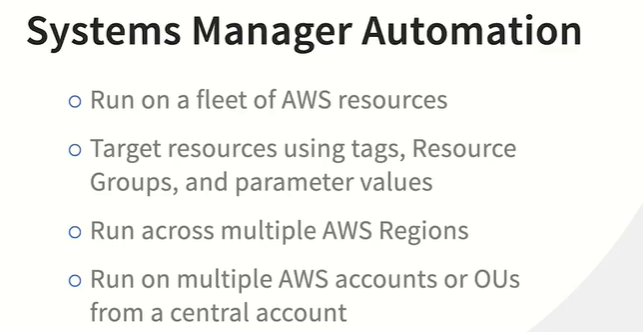 Systems Manager Automation
○ Run on a fleet of AWS resources
○ Target resources using tags, Resource
Groups, and parameter values
○ Run across multiple AWS Regions
○ Run on multiple AWS accounts or OUs
from a central account